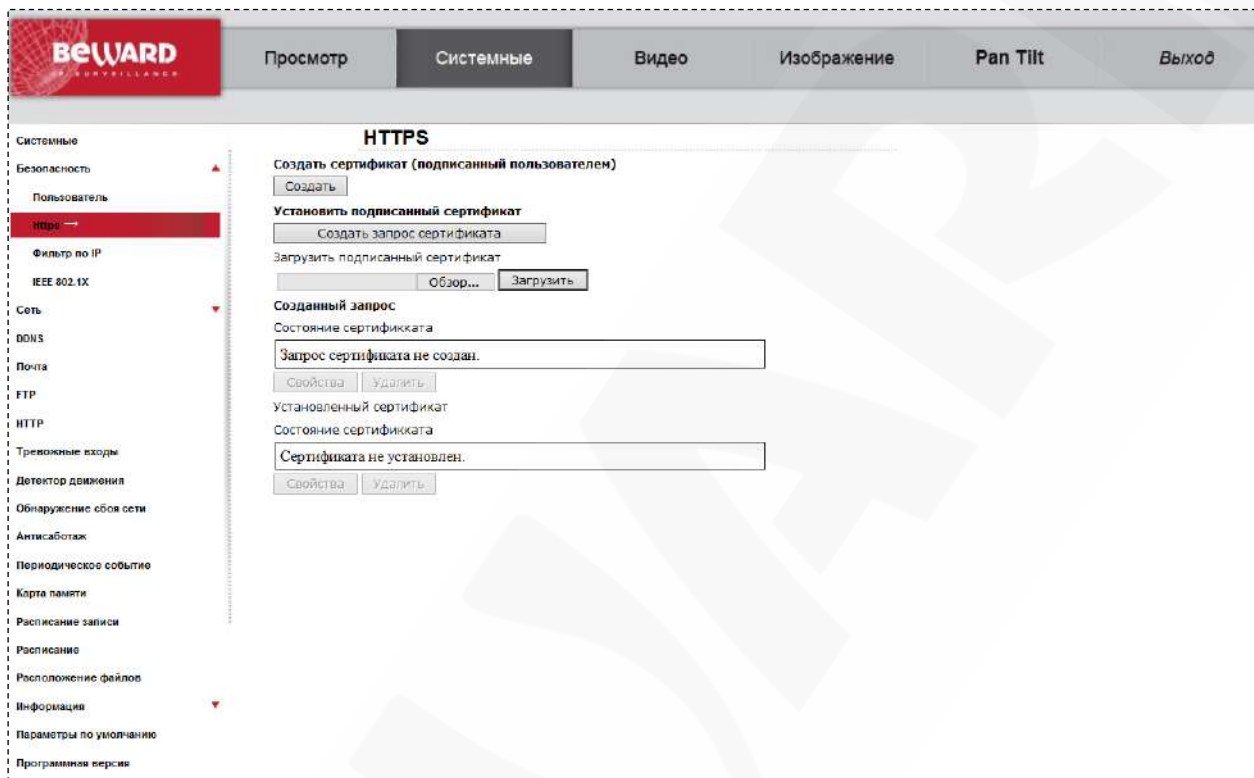 BEWARD
IP SURVEILLANCE
Просмотр
Системные
Видео
Изображение
Pan Tilt
Выход
Системные
Безопасность
Пользователь
Https →
Фильтр по IP
IEEE 802.1X
Сеть
DDNS
Почта
FTP
HTTP
Тревожные входы
Детектор движения
Обнаружение сбоя сети
Антисаботаж
Периодическое событие
Карта памяти
Расписание записи
Расписание
Расположение файлов
Информация
Параметры по умолчанию
Программная версия
HTTPS
Создать сертификат (подписанный пользователем)
Создать
Установить подписанный сертификат
Создать запрос сертификата
Загрузить подписанный сертификат
Обзор... Загрузить
Созданный запрос
Состояние сертификката
Запрос сертификата не создан.
Свойства Удалить
Установленный сертификат
Состояние сертификката
Сертификата не установлен.
Свойства Удалить